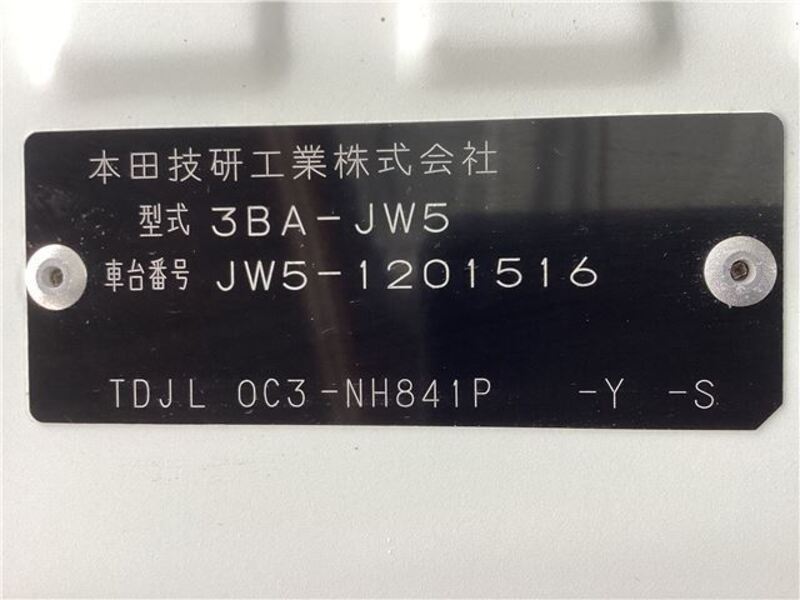 本田技研工業株式会社
型式 3BA-JW5
車台番号 JW5-1201516
TDJL 0C3-NH841P -Y -S